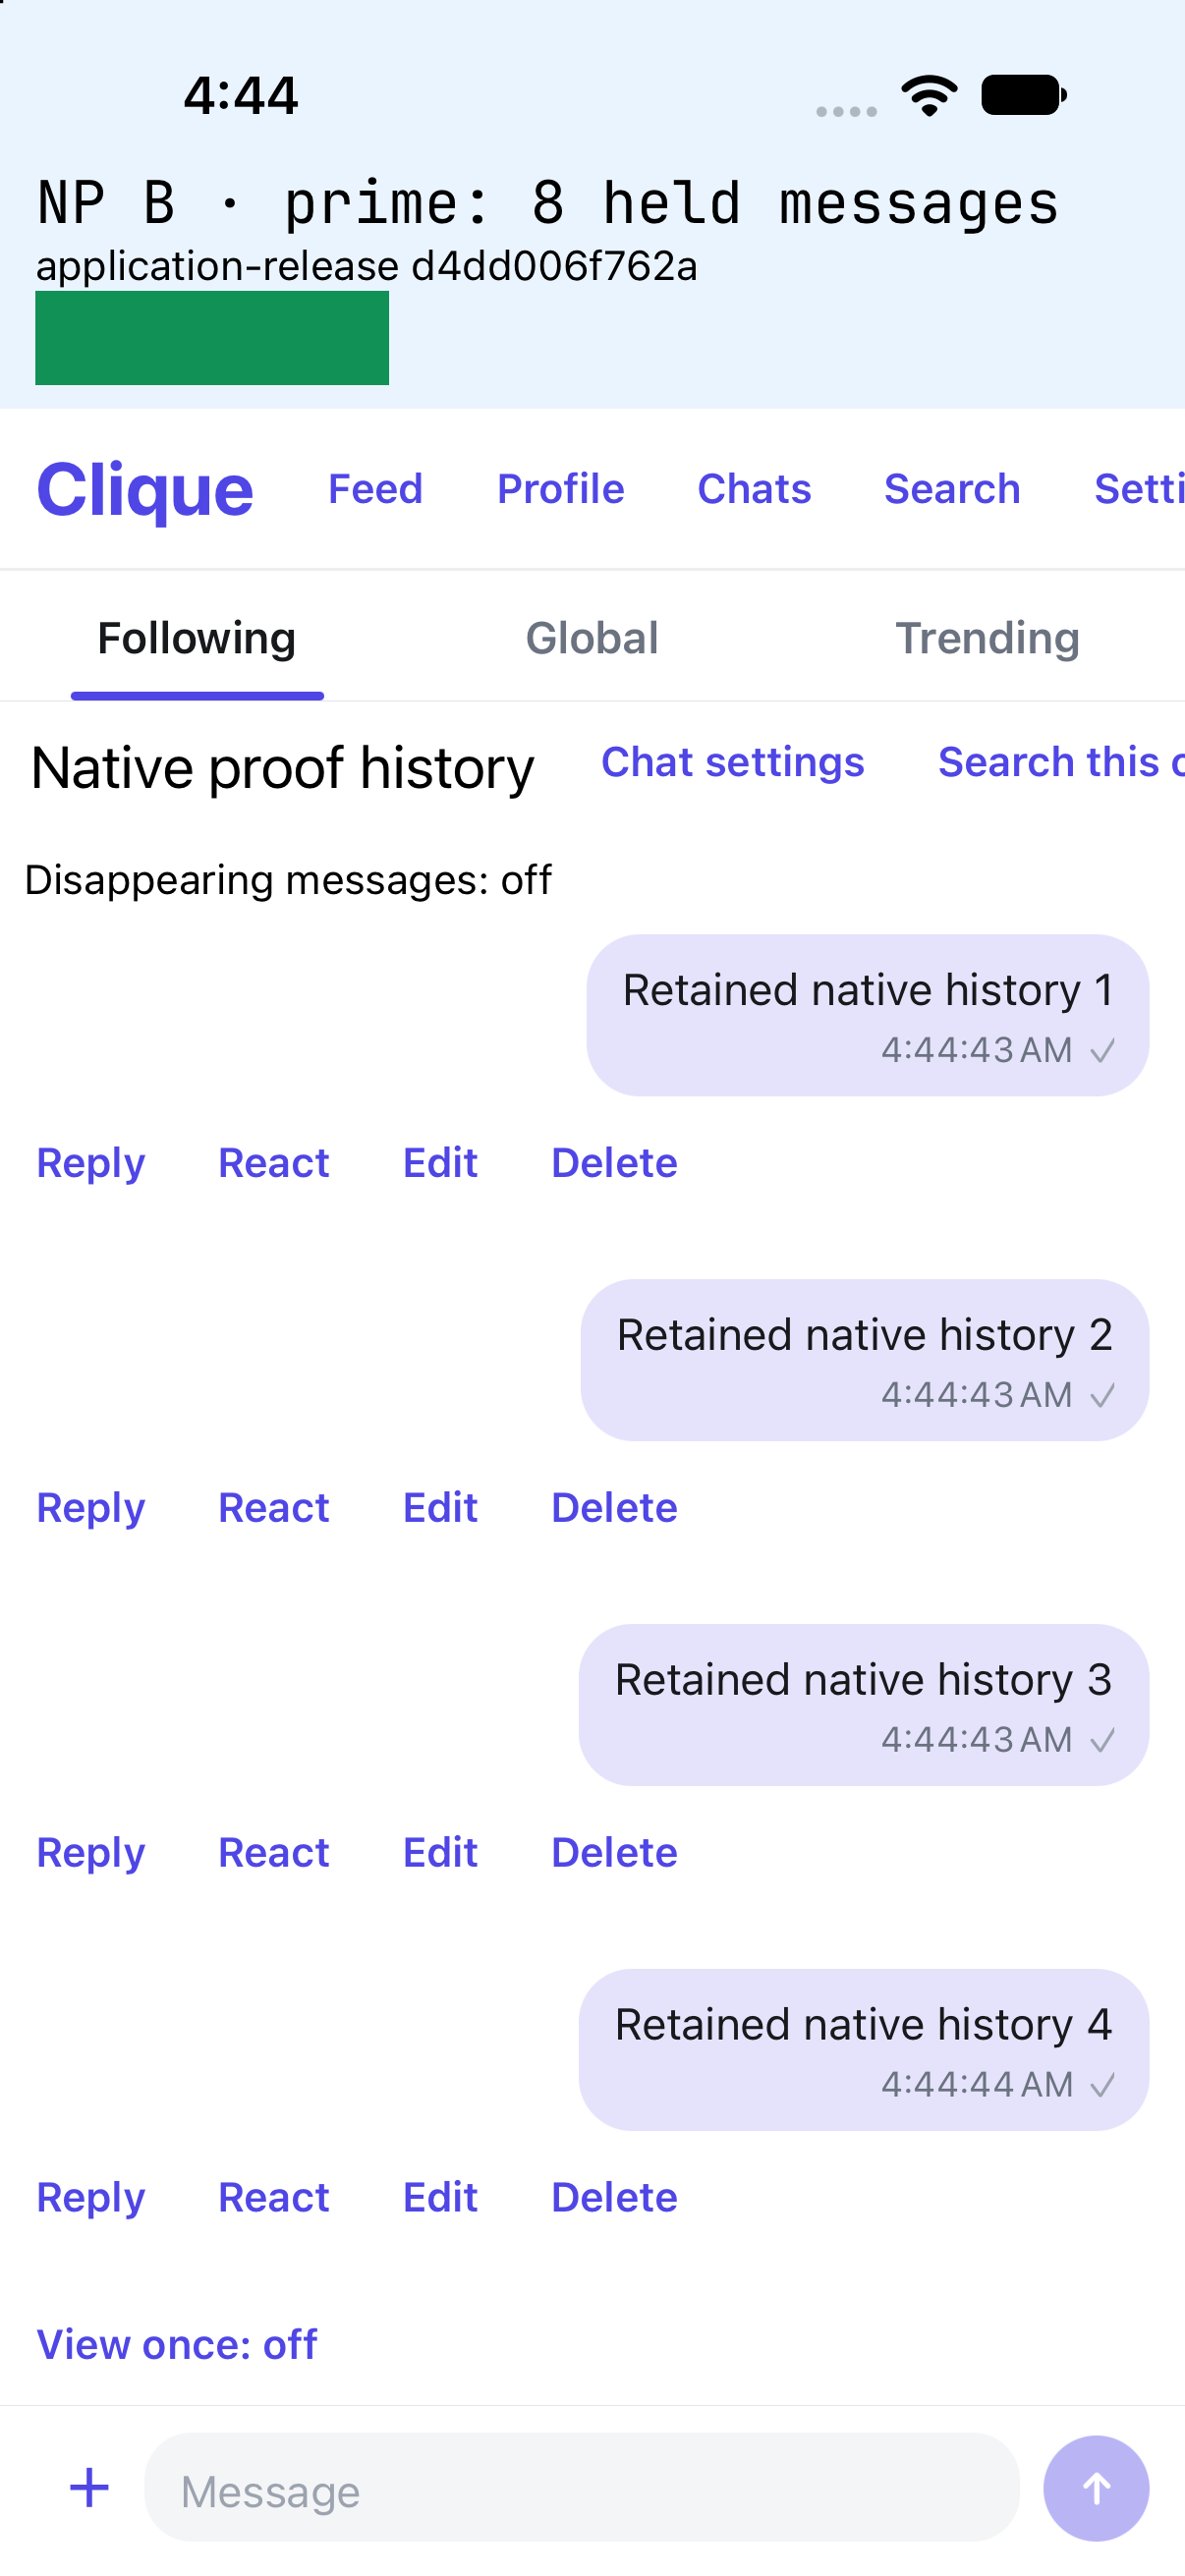 4:44
NP B · prime: 8 held messages
application-release d4dd006f762a
Clique Feed Profile Chats Search Setti
Following Global Trending
Native proof history Chat settings Search this c
Disappearing messages: off
Retained native history 1
4:44:43 AM ✓
Reply React Edit Delete
Retained native history 2
4:44:43 AM ✓
Reply React Edit Delete
Retained native history 3
4:44:43 AM ✓
Reply React Edit Delete
Retained native history 4
4:44:44 AM ✓
Reply React Edit Delete
View once: off
+ Message